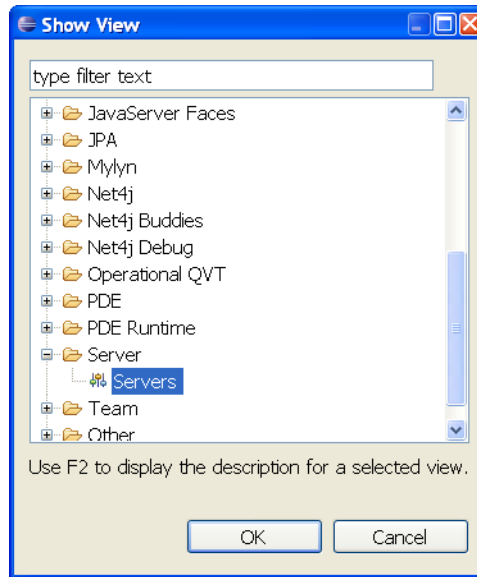 Show View
type filter text
JavaServer Faces
JPA
Mylyn
Net4j
Net4j Buddies
Net4j Debug
Operational QVT
PDE
PDE Runtime
Server
Servers
Team
Other
Use F2 to display the description for a selected view.
OK Cancel